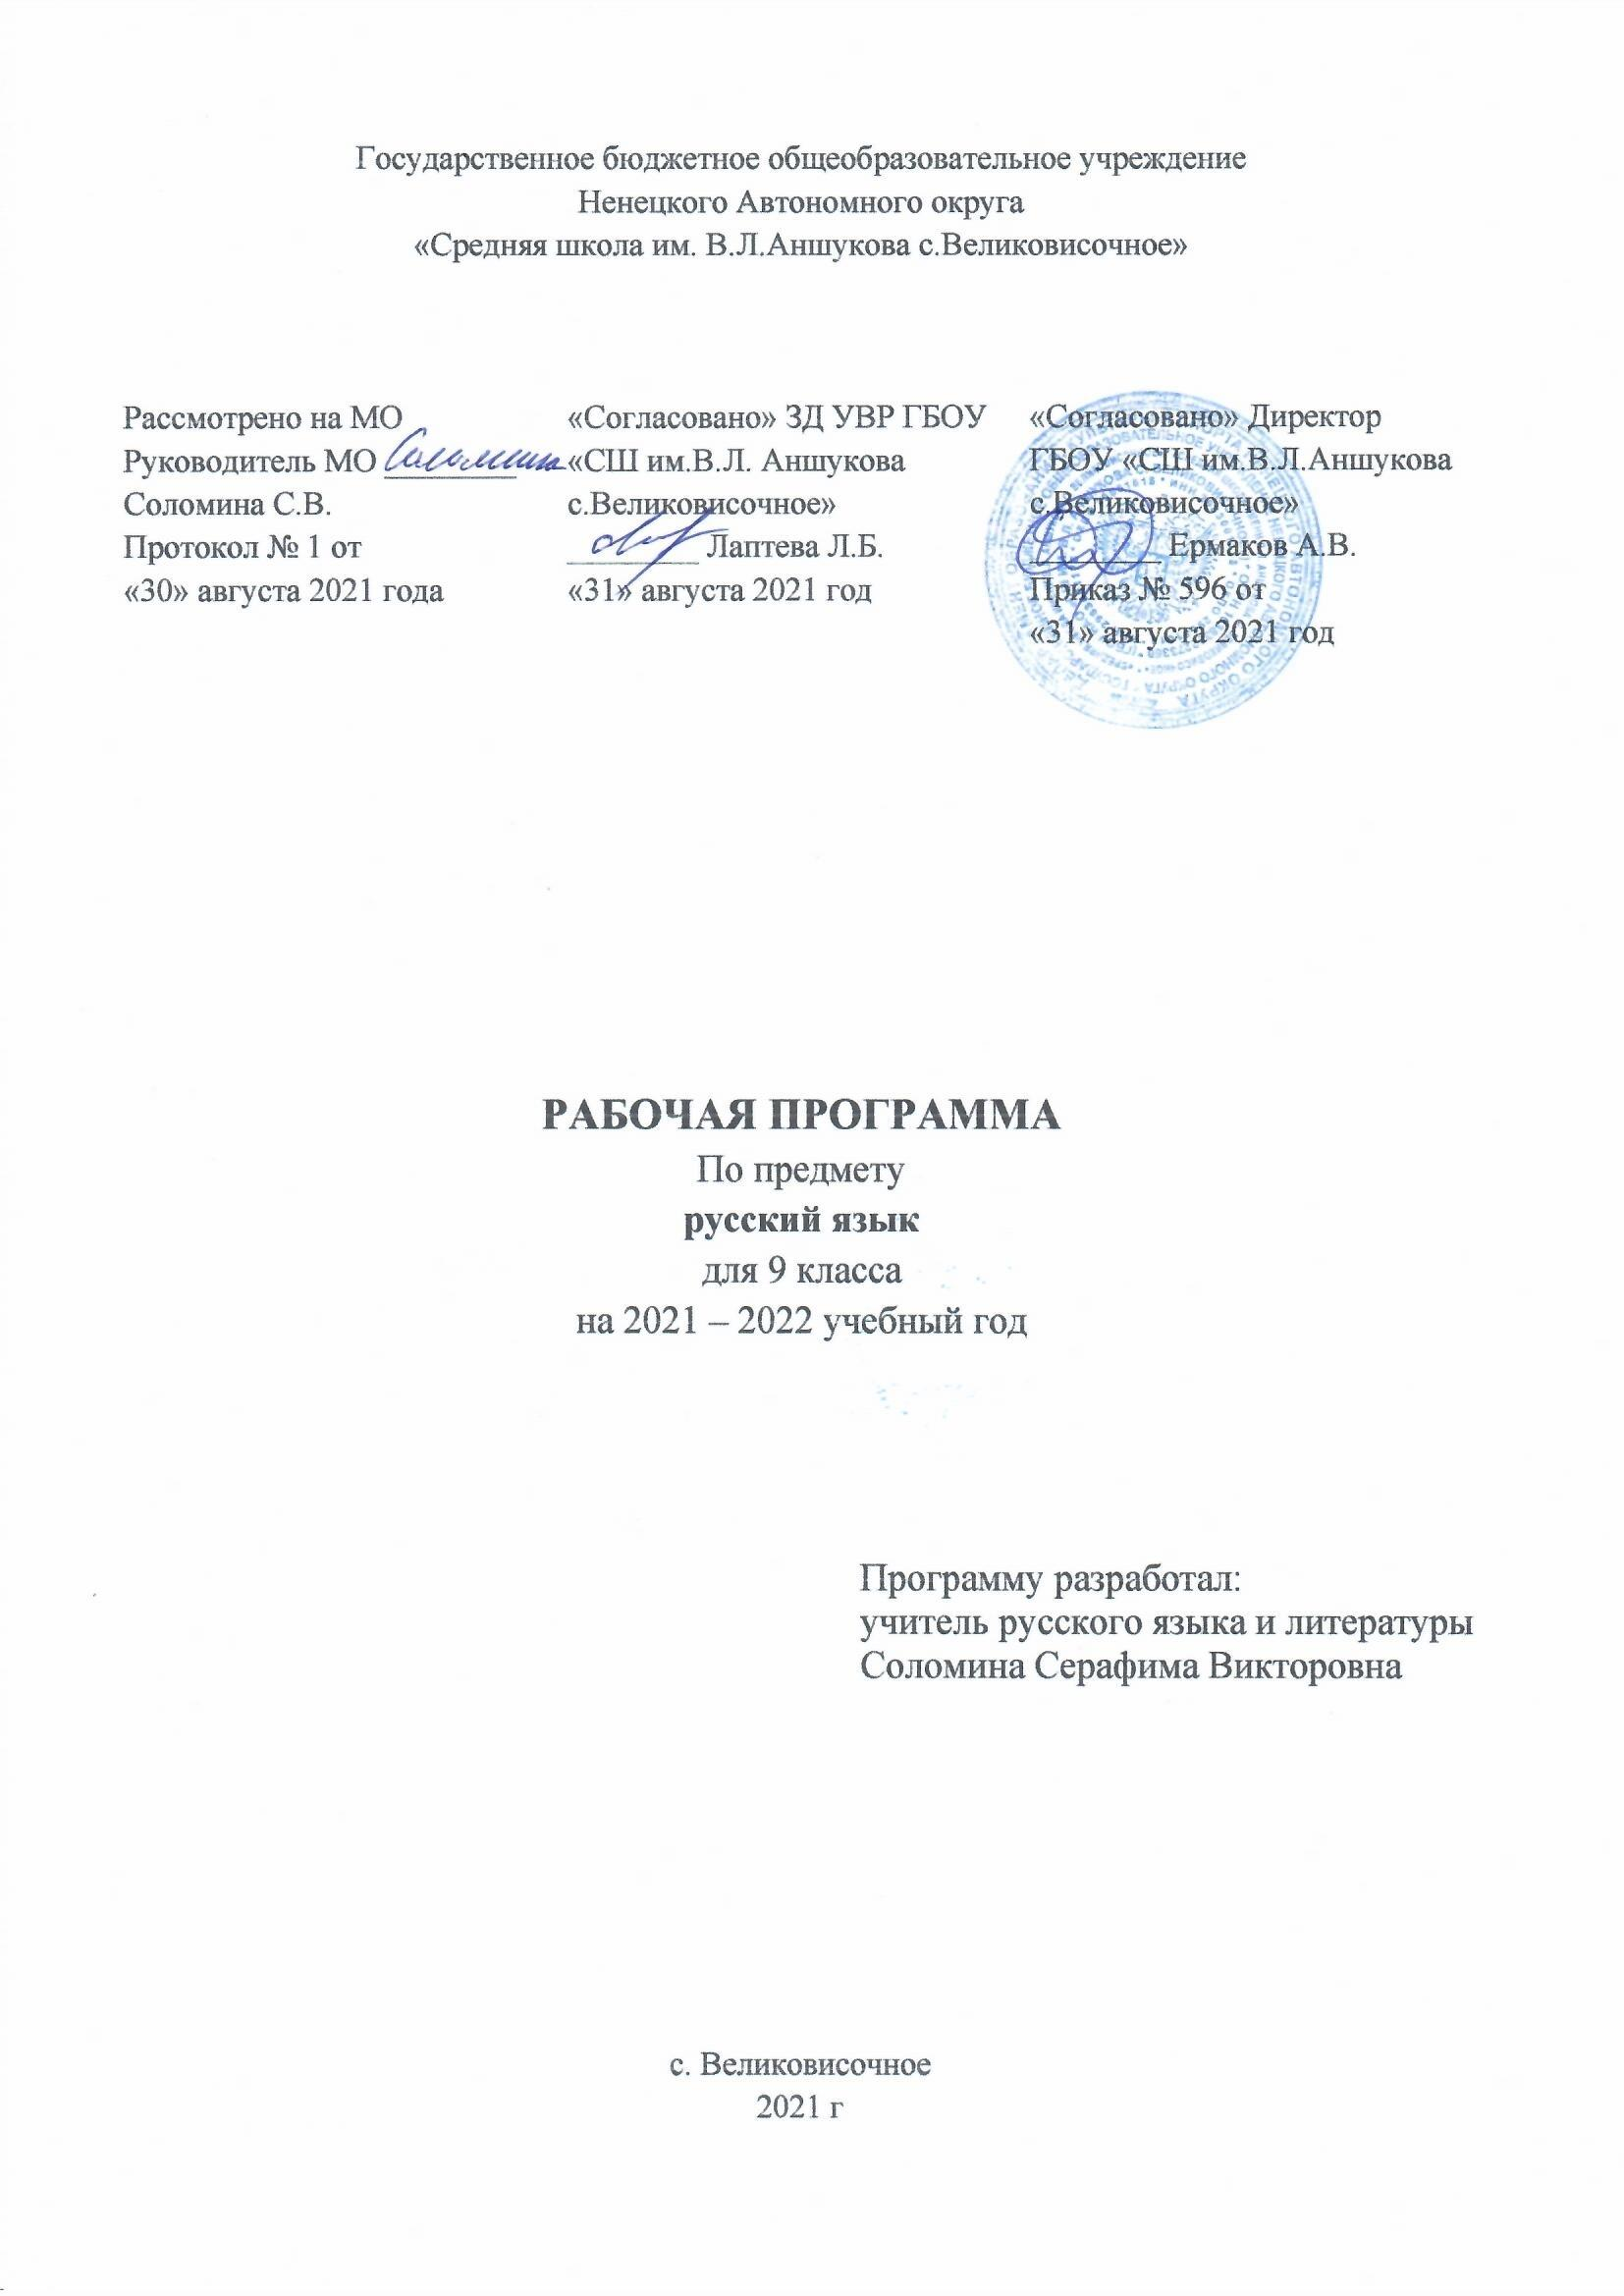 Государственное бюджетное общеобразовательное учреждение
Ненецкого Автономного округа
«Средняя школа им. В.Л.Аншукова с.Великовисочное»
Рассмотрено на МО
Руководитель МО
Соломина С.В.
Протокол № 1 от
«30» августа 2021 года
«Согласовано» ЗД УВР ГБОУ
«СШ им.В.Л. Аншукова
с.Великовисочное»
Лаптева Л.Б.
«31» августа 2021 год
«Согласовано» Директор
ГБОУ «СШ им.В.Л.Аншукова
с.Великовисочное»
Ермаков А.В.
Приказ № 596 от
«31» августа 2021 год
РАБОЧАЯ ПРОГРАММА
По предмету
русский язык
для 9 класса
на 2021 – 2022 учебный год
Программу разработал:
учитель русского языка и литературы
Соломина Серафима Викторовна
с. Великовисочное
2021 г